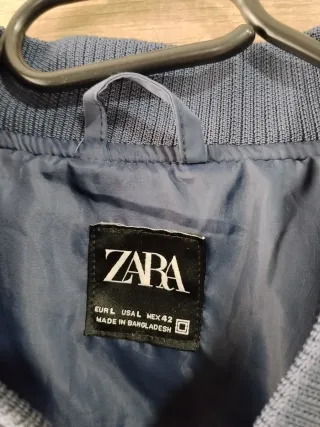 ZARA
EUR L USA L MEX 42
MADE IN BANGLADESH